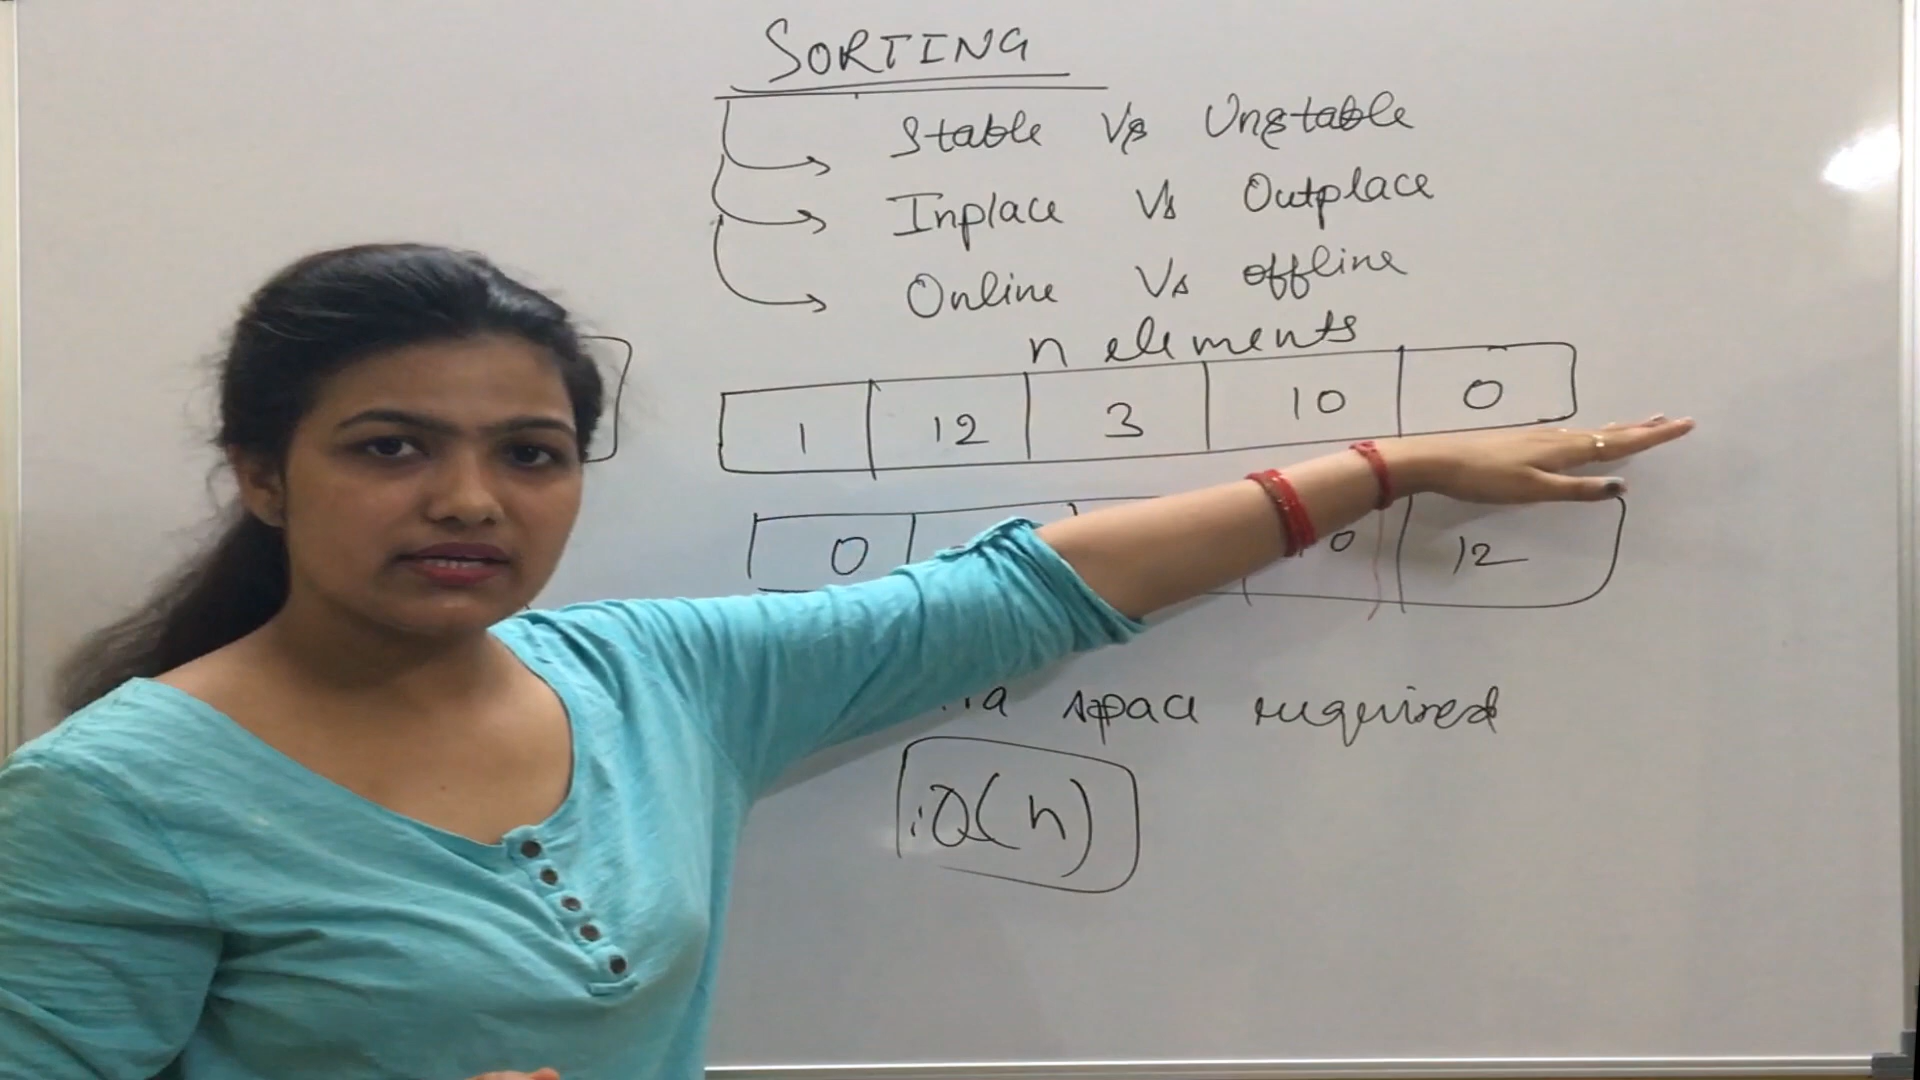 SORTING
Stable Vs Unstable
Inplace Vs Outplace
Online Vs offline
n elements
1 12 3 10 0
0 12
space required
O(n)